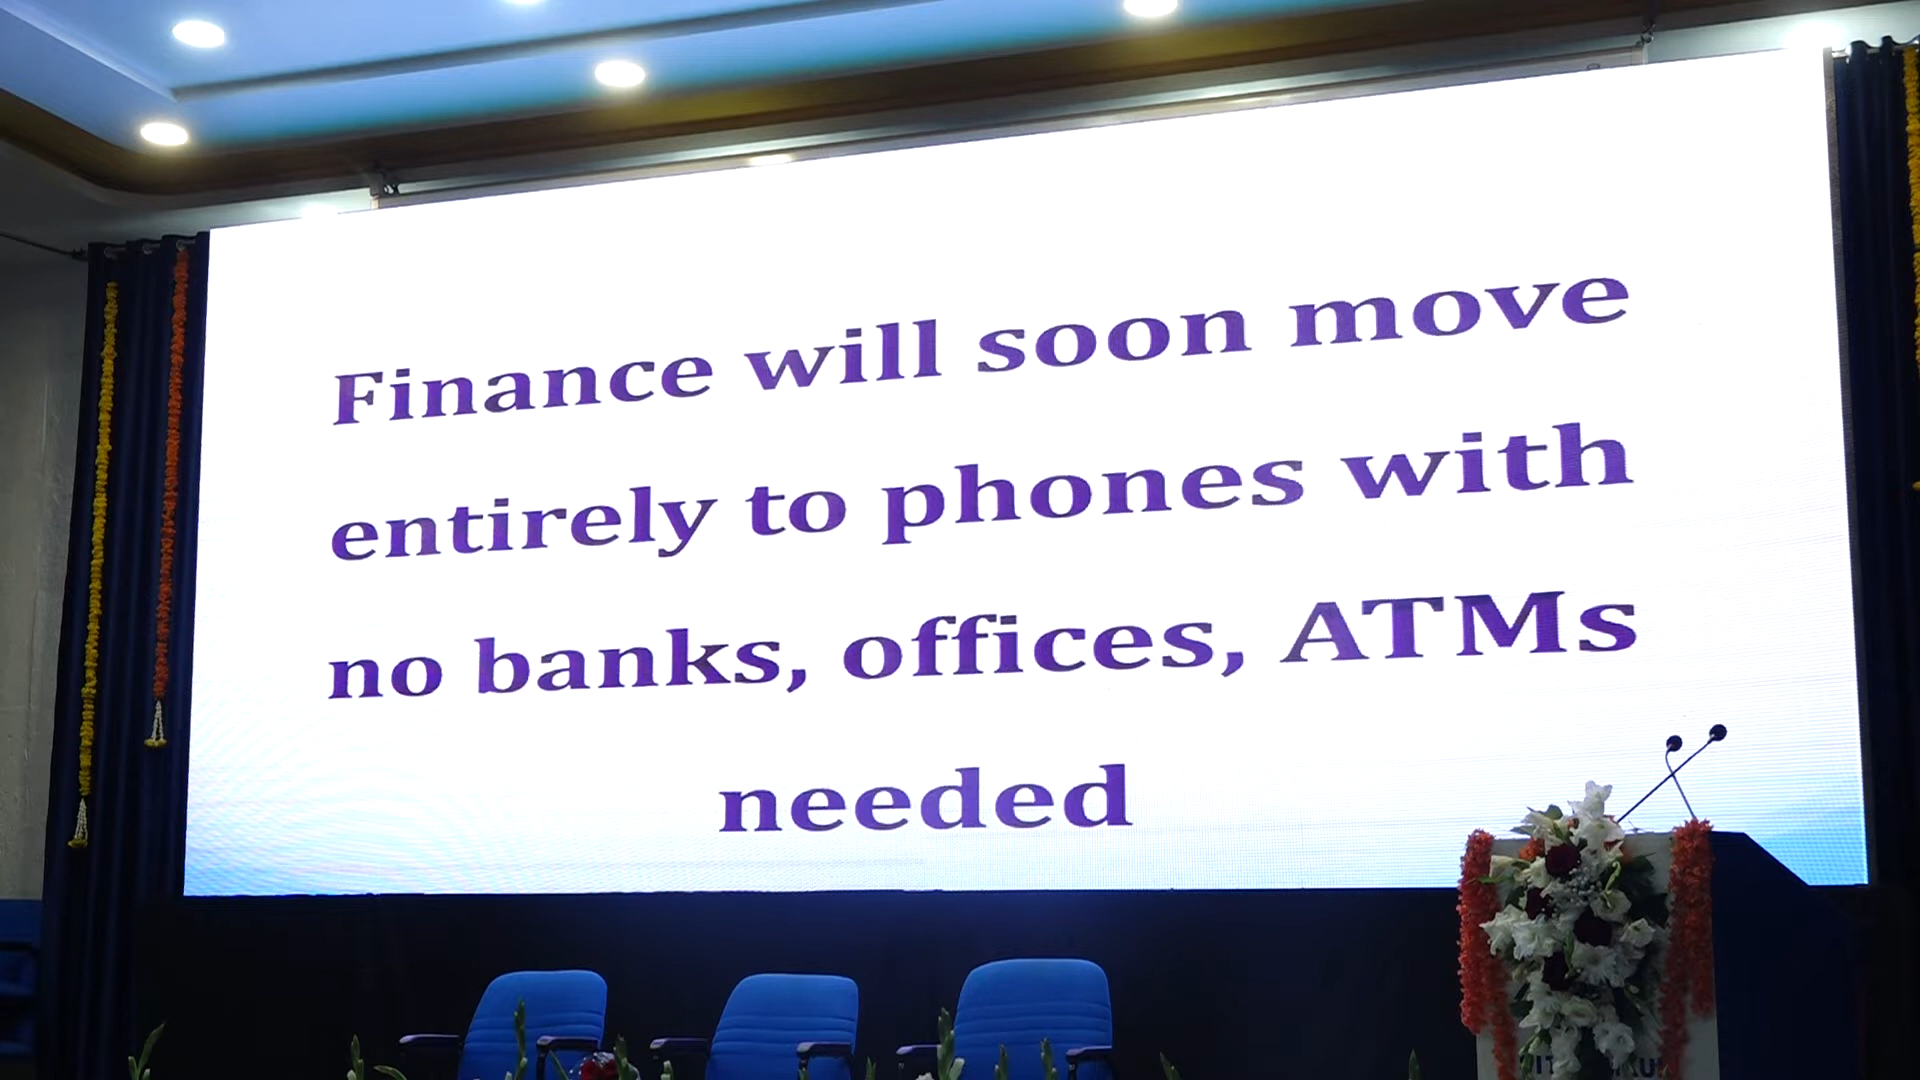 Finance will soon move
entirely to phones with
no banks, offices, ATMs
needed